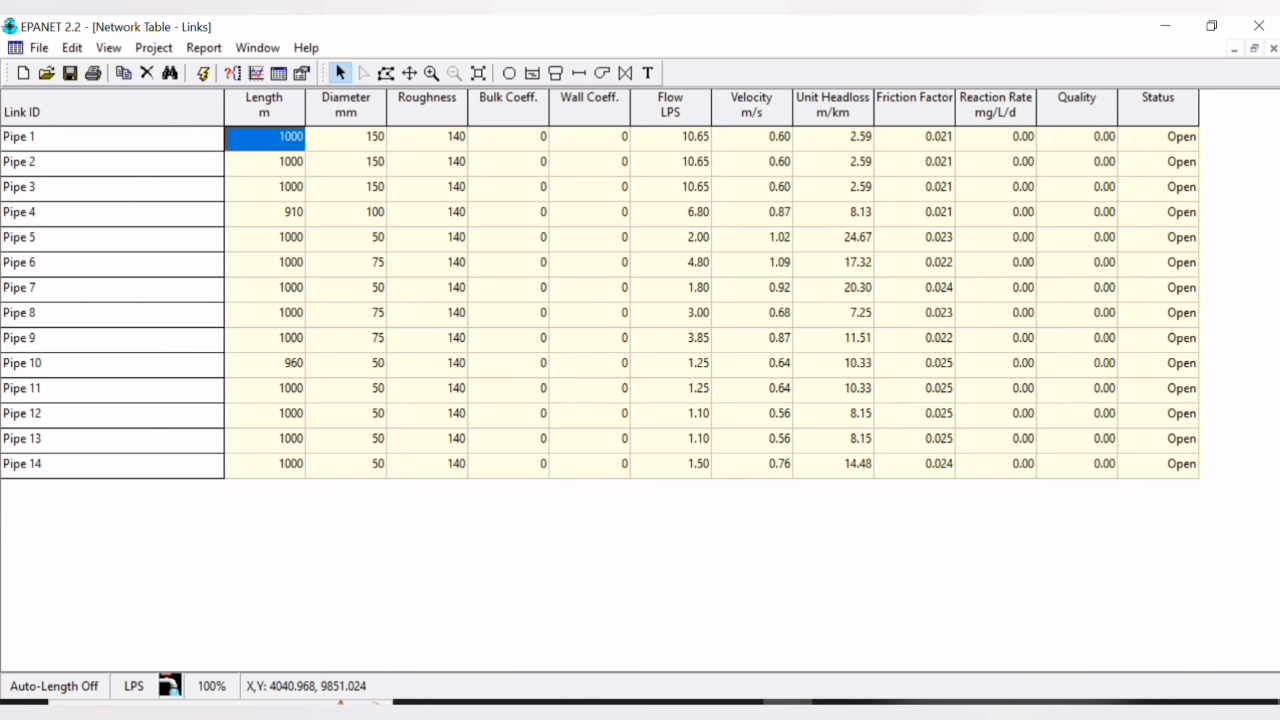 EPANET 2.2 - [Network Table - Links]
File Edit View Project Report Window Help
T
Link ID Length m Diameter mm Roughness Bulk Coeff. Wall Coeff. Flow LPS Velocity m/s Unit Headloss m/km Friction Factor Reaction Rate mg/L/d Quality Status
Pipe 1 1000 150 140 0 0 10.65 0.60 2.59 0.021 0.00 0.00 Open
Pipe 2 1000 150 140 0 0 10.65 0.60 2.59 0.021 0.00 0.00 Open
Pipe 3 1000 150 140 0 0 10.65 0.60 2.59 0.021 0.00 0.00 Open
Pipe 4 910 100 140 0 0 6.80 0.87 8.13 0.021 0.00 0.00 Open
Pipe 5 1000 50 140 0 0 2.00 1.02 24.67 0.023 0.00 0.00 Open
Pipe 6 1000 75 140 0 0 4.80 1.09 17.32 0.022 0.00 0.00 Open
Pipe 7 1000 50 140 0 0 1.80 0.92 20.30 0.024 0.00 0.00 Open
Pipe 8 1000 75 140 0 0 3.00 0.68 7.25 0.023 0.00 0.00 Open
Pipe 9 1000 75 140 0 0 3.85 0.87 11.51 0.022 0.00 0.00 Open
Pipe 10 960 50 140 0 0 1.25 0.64 10.33 0.025 0.00 0.00 Open
Pipe 11 1000 50 140 0 0 1.25 0.64 10.33 0.025 0.00 0.00 Open
Pipe 12 1000 50 140 0 0 1.10 0.56 8.15 0.025 0.00 0.00 Open
Pipe 13 1000 50 140 0 0 1.10 0.56 8.15 0.025 0.00 0.00 Open
Pipe 14 1000 50 140 0 0 1.50 0.76 14.48 0.024 0.00 0.00 Open
Auto-Length Off LPS 100% X,Y: 4040.968, 9851.024